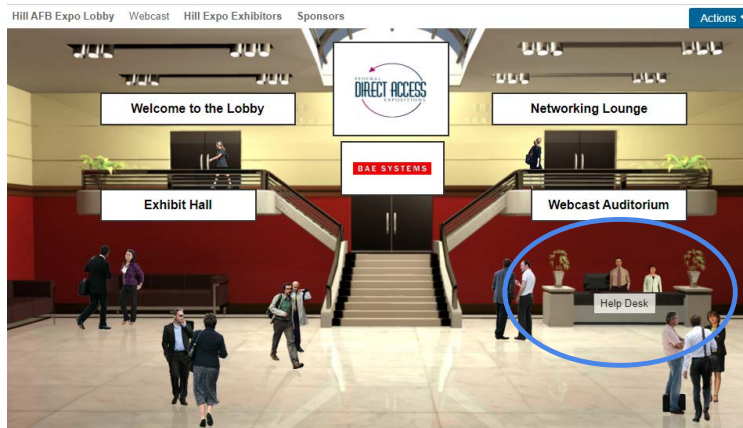 Hill AFB Expo Lobby Webcast Hill Expo Exhibitors Sponsors Actions
FEDERAL
DIRECT ACCESS
EXPOSITIONS
Welcome to the Lobby
Networking Lounge
BAE SYSTEMS
Exhibit Hall
Webcast Auditorium
Help Desk